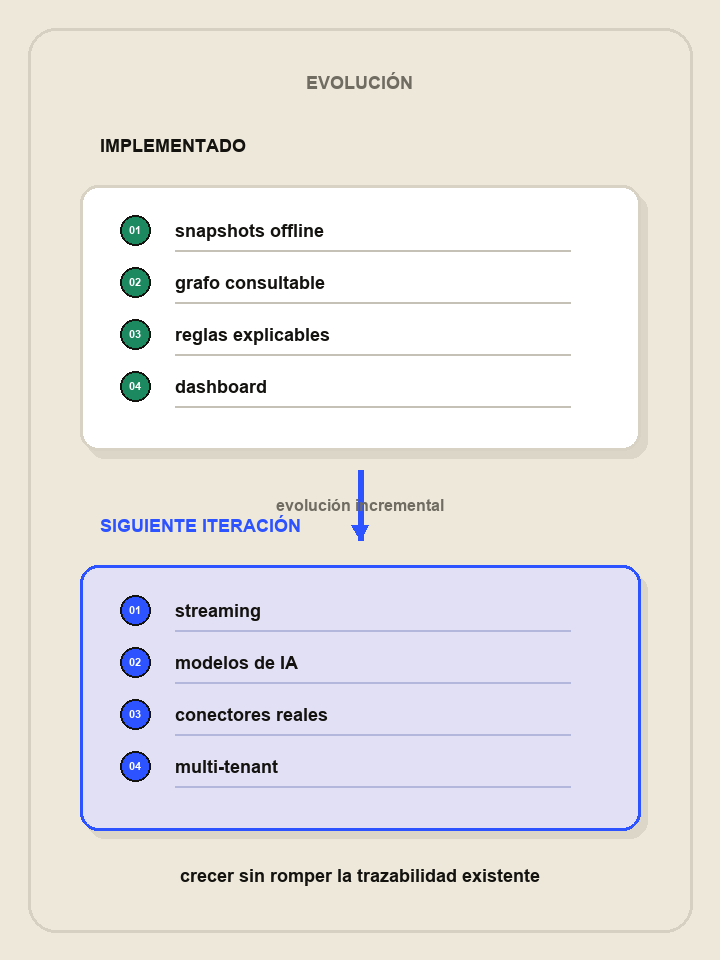 EVOLUCIÓN
IMPLEMENTADO
01 snapshots offline
02 grafo consultable
03 reglas explicables
04 dashboard
evolución incremental
SIGUIENTE ITERACIÓN
01 streaming
02 modelos de IA
03 conectores reales
04 multi-tenant
crecer sin romper la trazabilidad existente